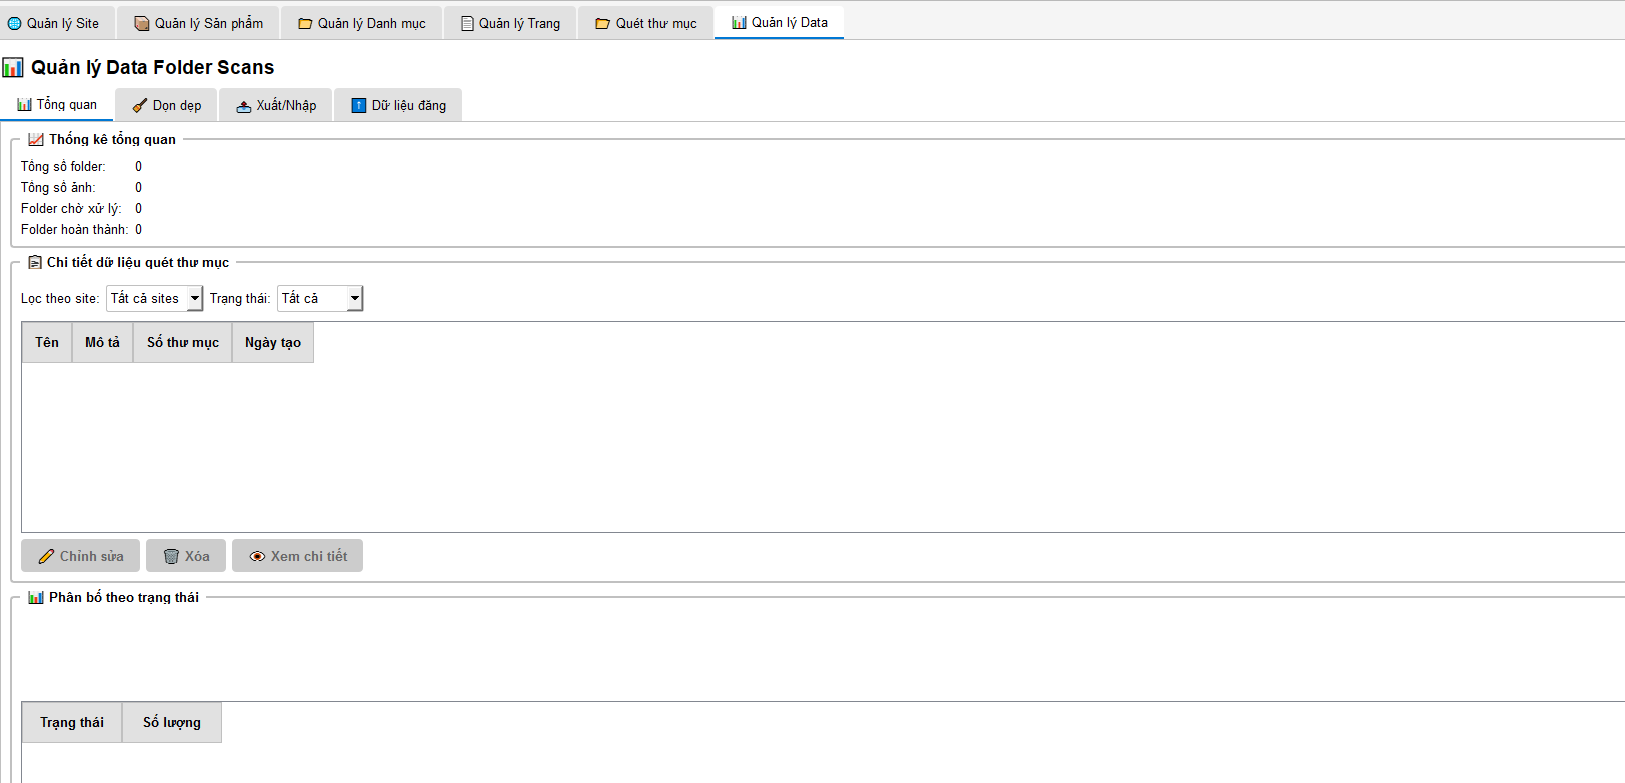 Quản lý Site Quản lý Sản phẩm Quản lý Danh mục Quản lý Trang Quét thư mục Quản lý Data
Quản lý Data Folder Scans
Tổng quan Dọn dẹp Xuất/Nhập Dữ liệu đăng
Thống kê tổng quan
Tổng số folder: 0
Tổng số ảnh: 0
Folder chờ xử lý: 0
Folder hoàn thành: 0
Chi tiết dữ liệu quét thư mục
Lọc theo site: Tất cả sites Trạng thái: Tất cả
Tên Mô tả Số thư mục Ngày tạo
Chỉnh sửa Xóa Xem chi tiết
Phân bố theo trạng thái
Trạng thái Số lượng